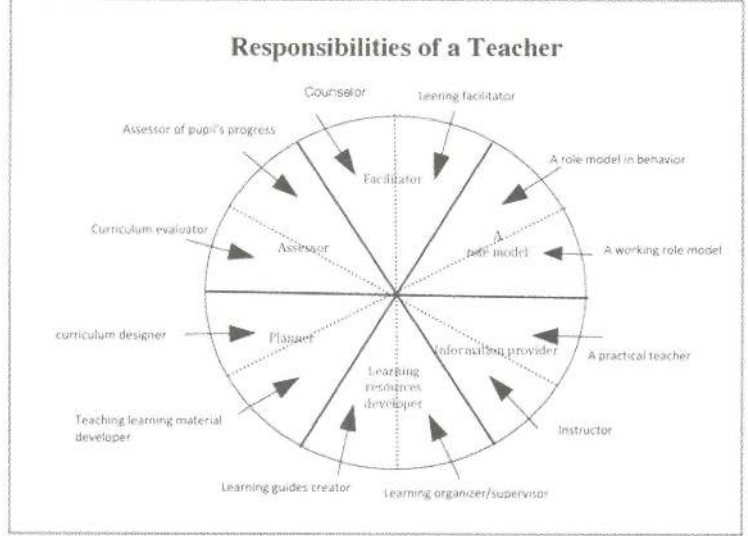 Responsibilities of a Teacher
Counselor
Leering facilitator
Assessor of pupil's progress
Facilitator
A role model in behavior
Curriculum evaluator
Assessor
A
role model
A working role model
curriculum designer
Planner
Information provider
A practical teacher
Learning
resources
developer
Teaching learning material
developer
Instructor
Learning guides creator
Learning organizer/supervisor